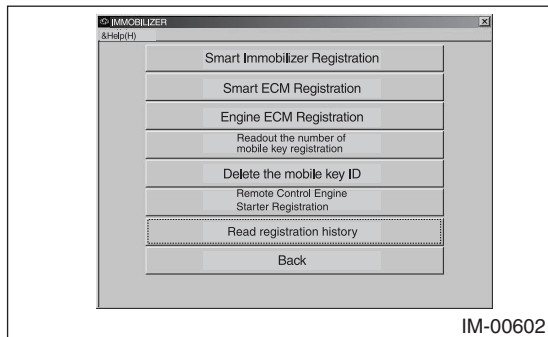 IMMOBILIZER
&Help(H)
Smart Immobilizer Registration
Smart ECM Registration
Engine ECM Registration
Readout the number of
mobile key registration
Delete the mobile key ID
Remote Control Engine
Starter Registration
Read registration history
Back
IM-00602